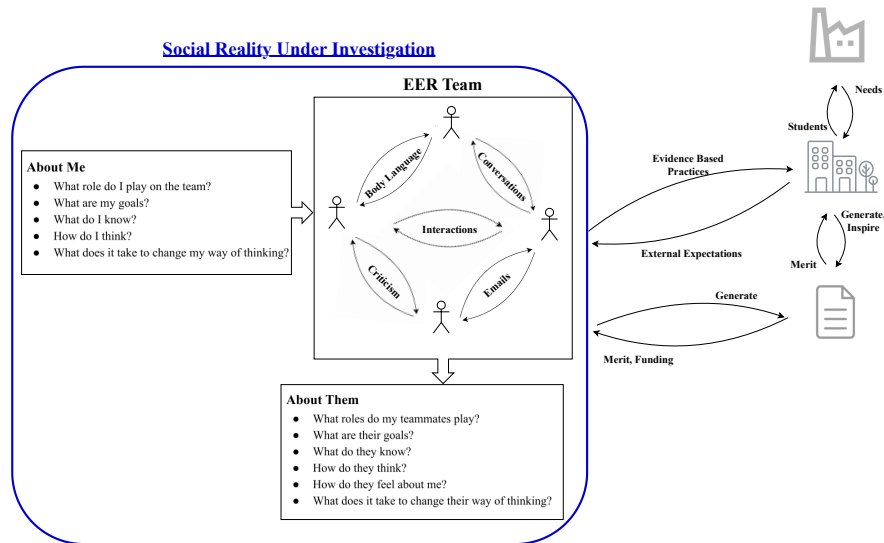 Social Reality Under Investigation
EER Team
About Me
● What role do I play on the team?
● What are my goals?
● What do I know?
● How do I think?
● What does it take to change my way of thinking?
Body Language
Conversations
Interactions
Criticism
Emails
About Them
● What roles do my teammates play?
● What are their goals?
● What do they know?
● How do they think?
● How do they feel about me?
● What does it take to change their way of thinking?
Needs
Students
Evidence Based
Practices
External Expectations
Generate,
Inspire
Merit
Generate
Merit, Funding